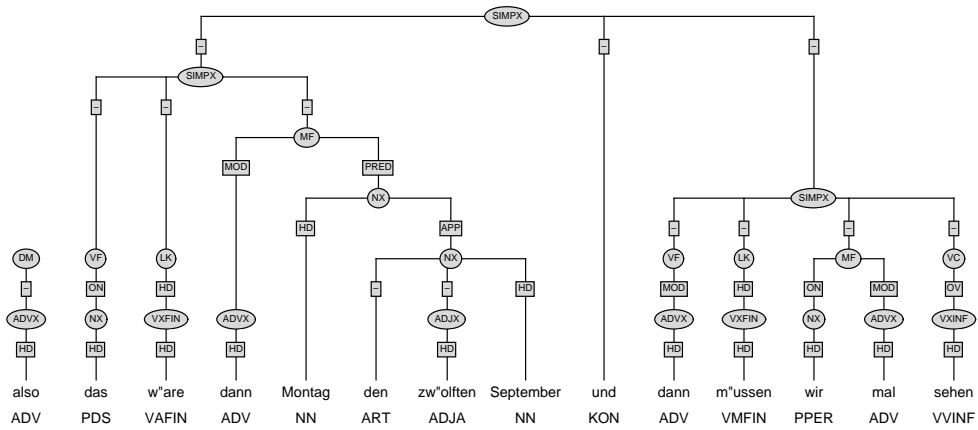 SIMPX
– – –
SIMPX
– – –
MF
MOD PRED
NX SIMPX
HD APP – – – –
DM VF LK NX VF LK MF VC
– ON HD – – HD MOD HD ON MOD OV
ADVX NX VXFIN ADVX ADJX ADVX VXFIN NX ADVX VXINF
HD HD HD HD HD HD HD HD HD HD
also das w"are dann Montag den zw"olften September und dann m"ussen wir mal sehen
ADV PDS VAFIN ADV NN ART ADJA NN KON ADV VMFIN PPER ADV VVINF